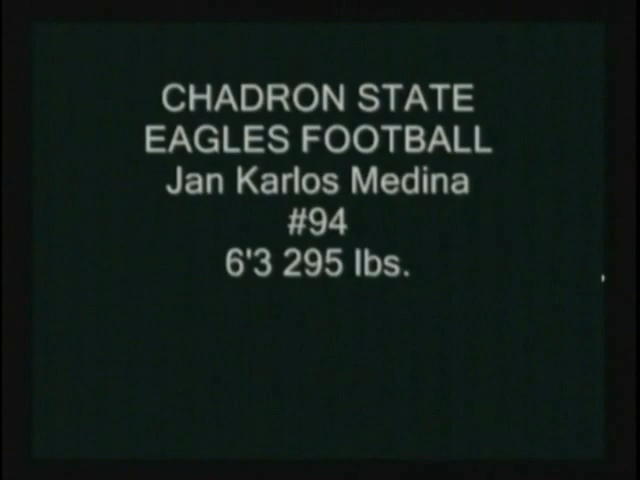 CHADRON STATE
EAGLES FOOTBALL
Jan Karlos Medina
#94
6'3 295 lbs.